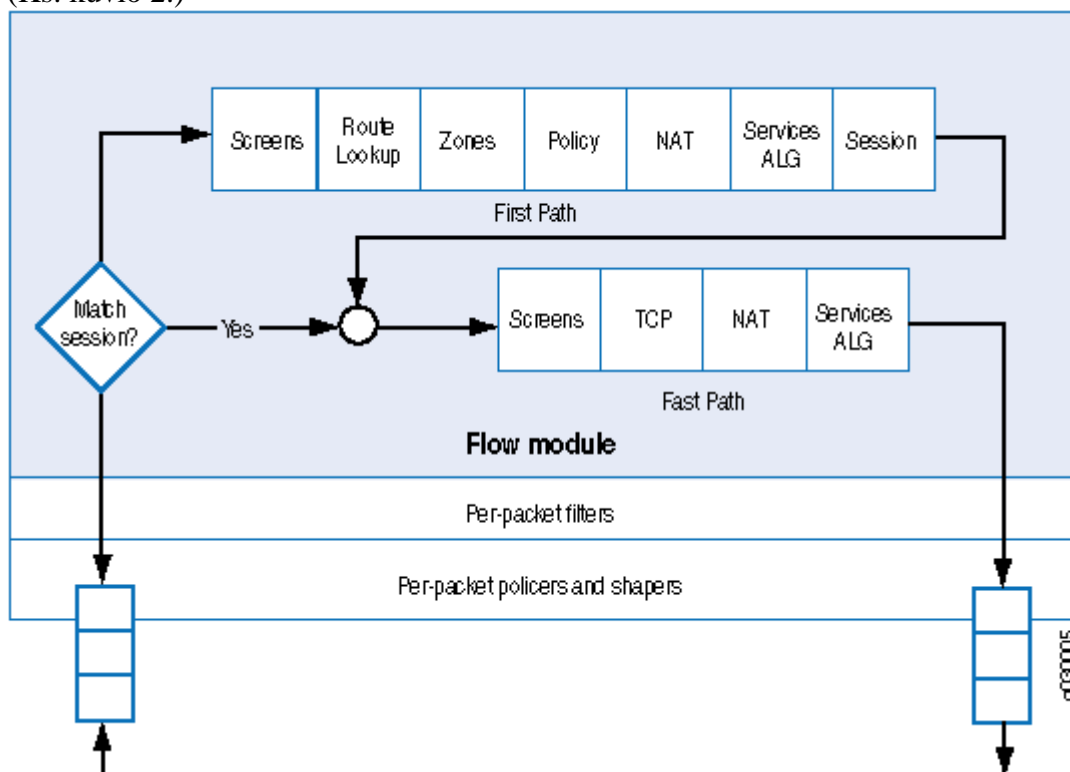 Screens
Route
Lookup
Zones
Policy
NAT
Services
ALG
Session
First Path
Match
session?
Yes
Screens
TCP
NAT
Services
ALG
Fast Path
Flow module
Per-packet filters
Per-packet policers and shapers
g030005